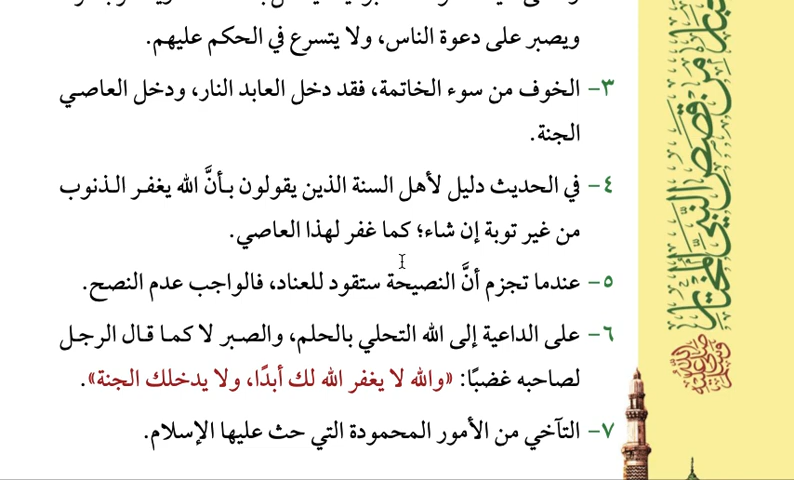 ويصبر على دعوة الناس، ولا يتسرع في الحكم عليهم.
٣- الخوف من سوء الخاتمة، فقد دخل العابد النار، ودخل العاصي
الجنة.
٤- في الحديث دليل لأهل السنة الذين يقولون بأنَّ الله يغفر الذنوب
من غير توبة إن شاء؛ كما غفر لهذا العاصي.
٥- عندما تجزم أنَّ النصيحة ستقود للعناد، فالواجب عدم النصح.
٦- على الداعية إلى الله التحلي بالحلم، والصبر لا كما قال الرجل
لصاحبه غضبًا: «والله لا يغفر الله لك أبدًا، ولا يدخلك الجنة».
٧- التآخي من الأمور المحمودة التي حث عليها الإسلام.
من قصص النبي المختار